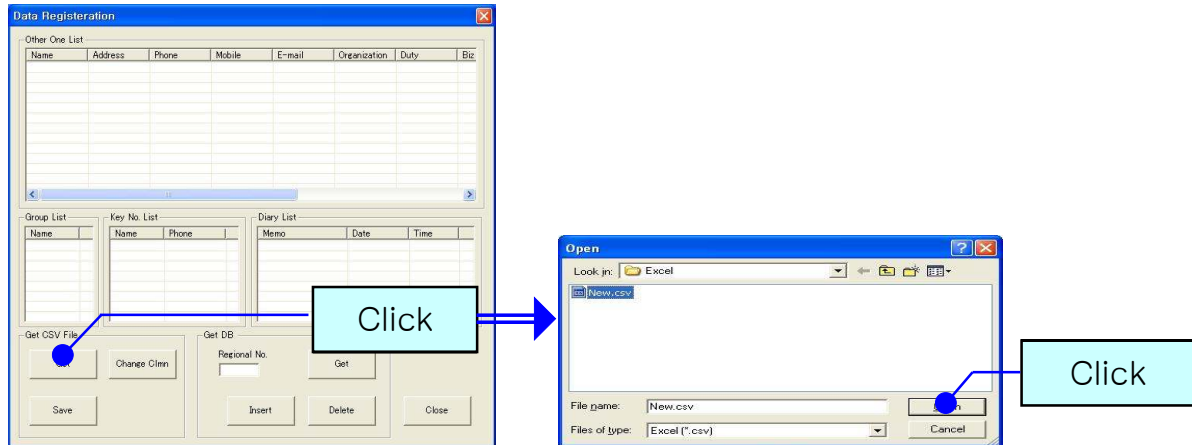 Data Registeration
Other One List
Name Address Phone Mobile E-mail Organization Duty Biz
Group List
Name
Key No. List
Name Phone
Diary List
Memo Date Time
Click
Get CSV File
Change Clmn
Save
Get DB
Regional No.
Get
Insert Delete Close
Open
Look in: Excel
New.csv
File name: New.csv
Files of type: Excel (*.csv)
Cancel
Click